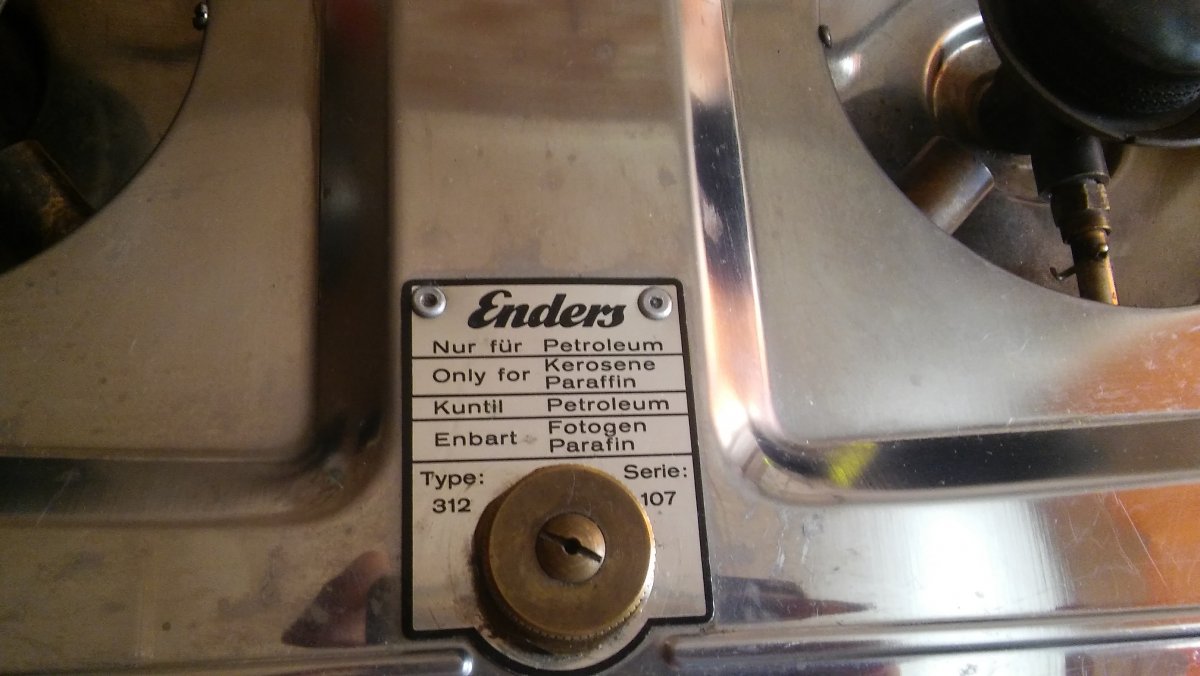 Enders
Nur für Petroleum
Only for Kerosene
Paraffin
Kuntil Petroleum
Enbart Fotogen
Parafin
Type: Serie:
312 107